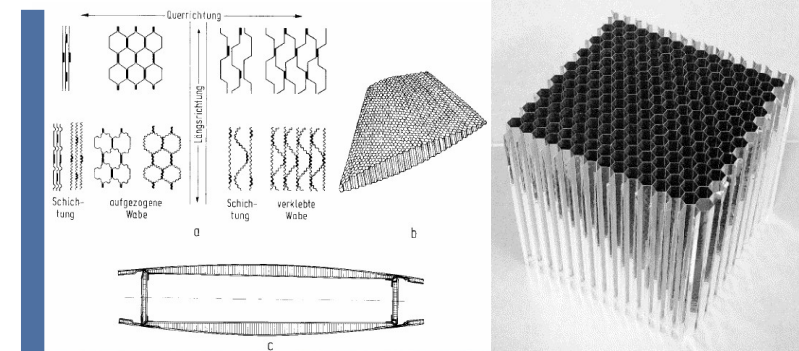 Querrichtung
Längsrichtung
Schich-
tung
aufgezogene
Wabe
Schich-
tung
verklebte
Wabe
a
b
c